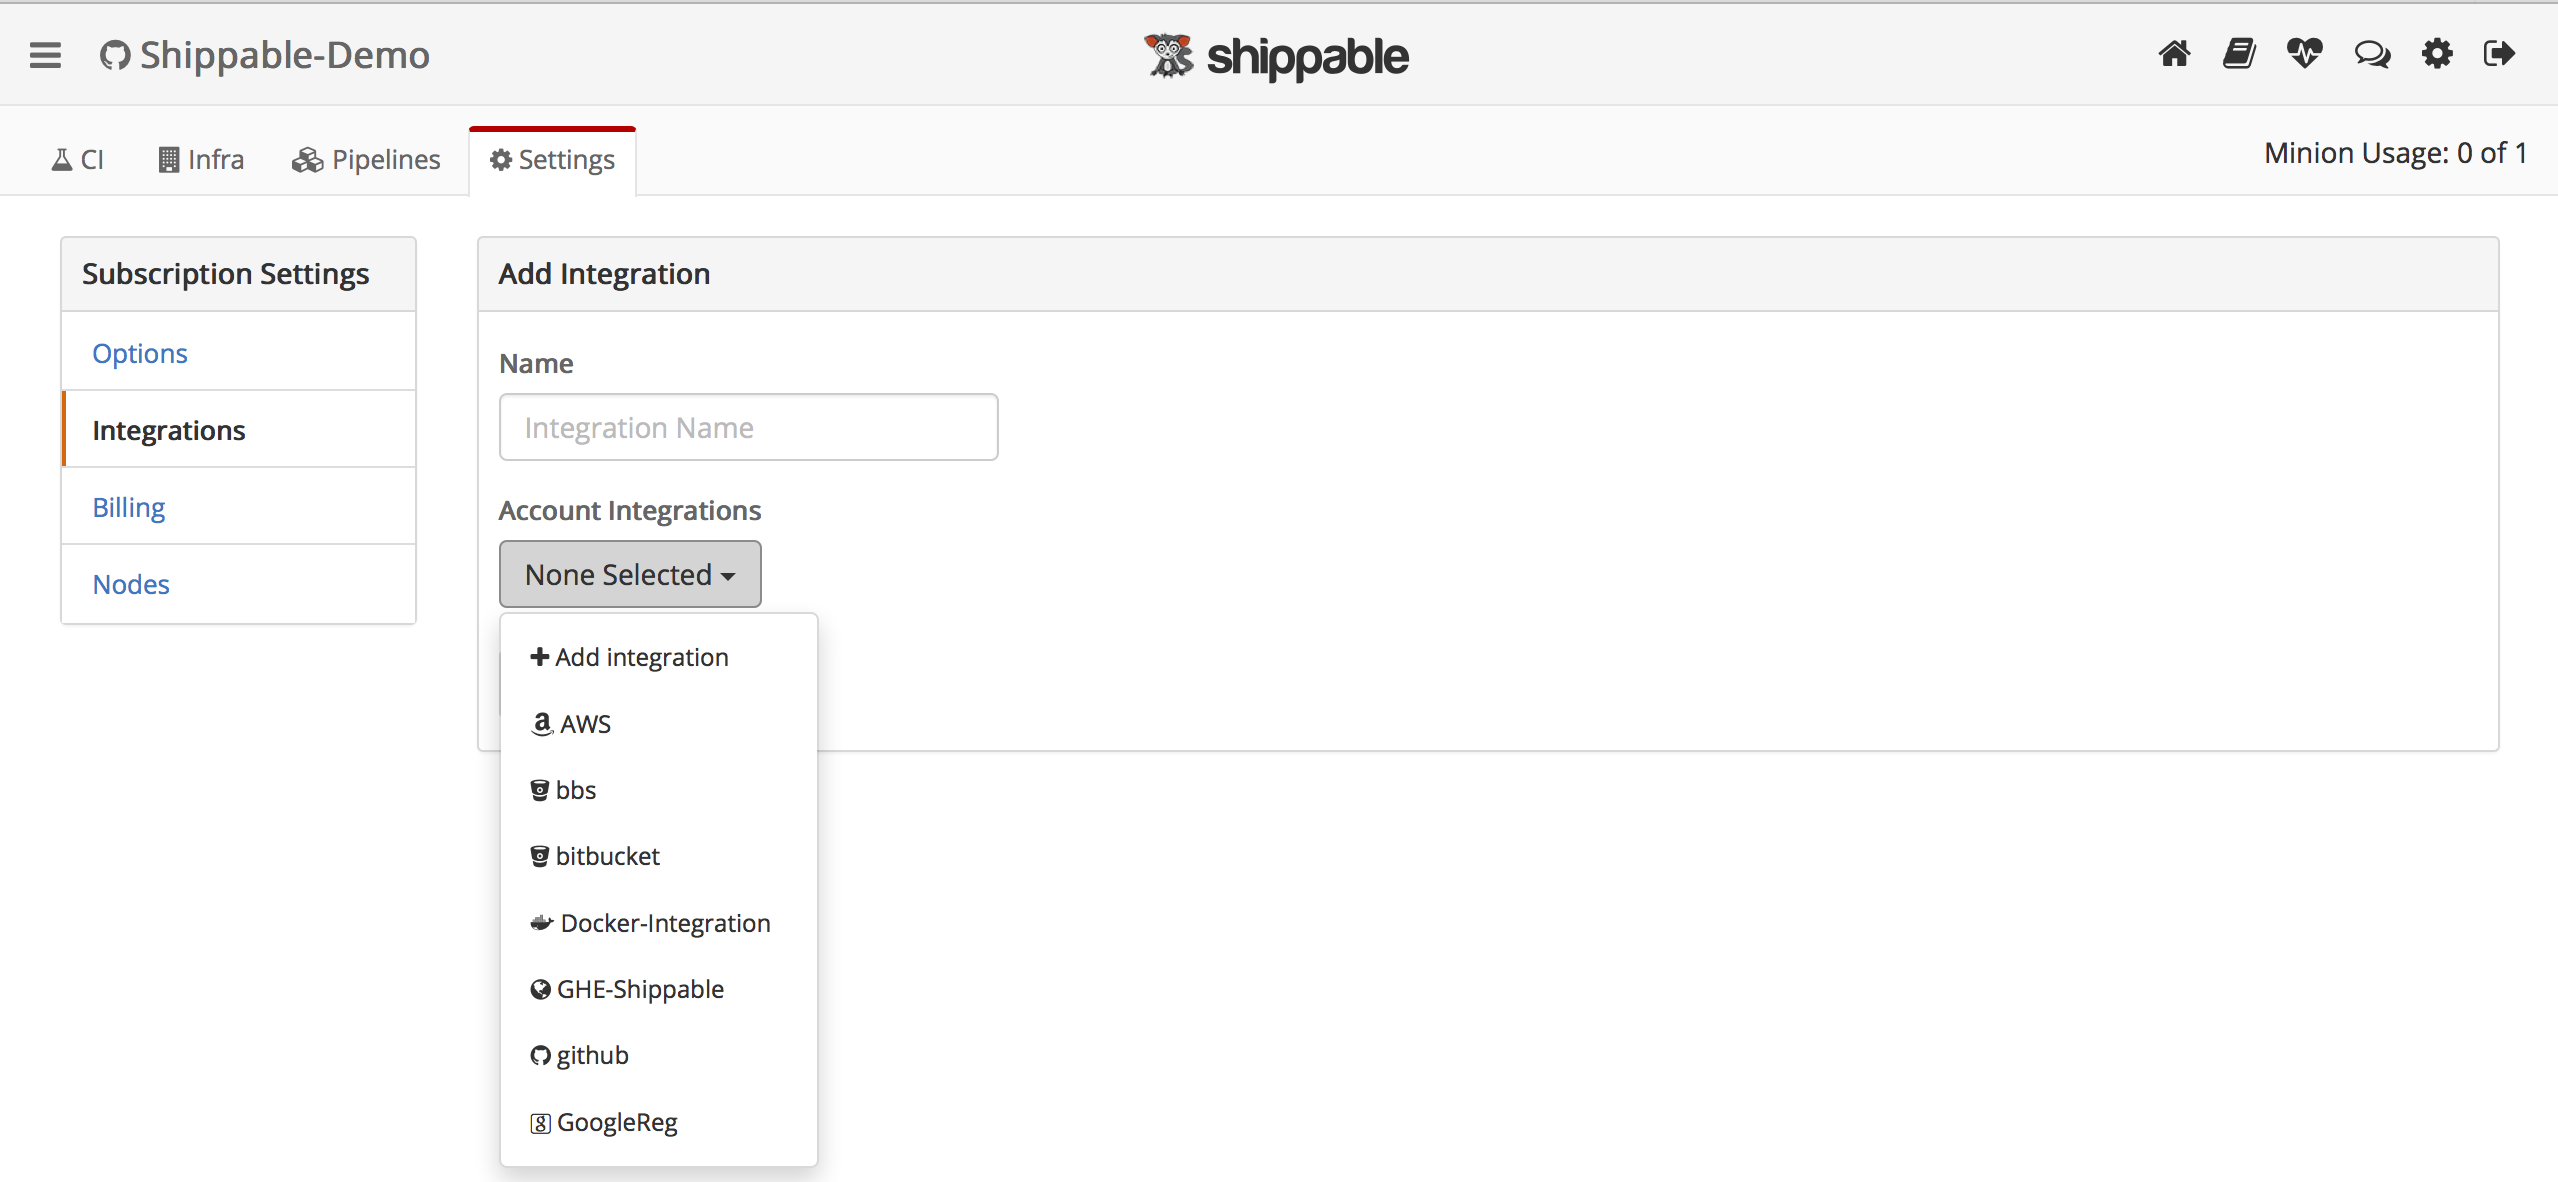 Shippable-Demo
shippable
CI Infra Pipelines Settings
Minion Usage: 0 of 1
Subscription Settings
Options
Integrations
Billing
Nodes
Add Integration
Name
Integration Name
Account Integrations
None Selected
Add integration
AWS
bbs
bitbucket
Docker-Integration
GHE-Shippable
github
GoogleReg